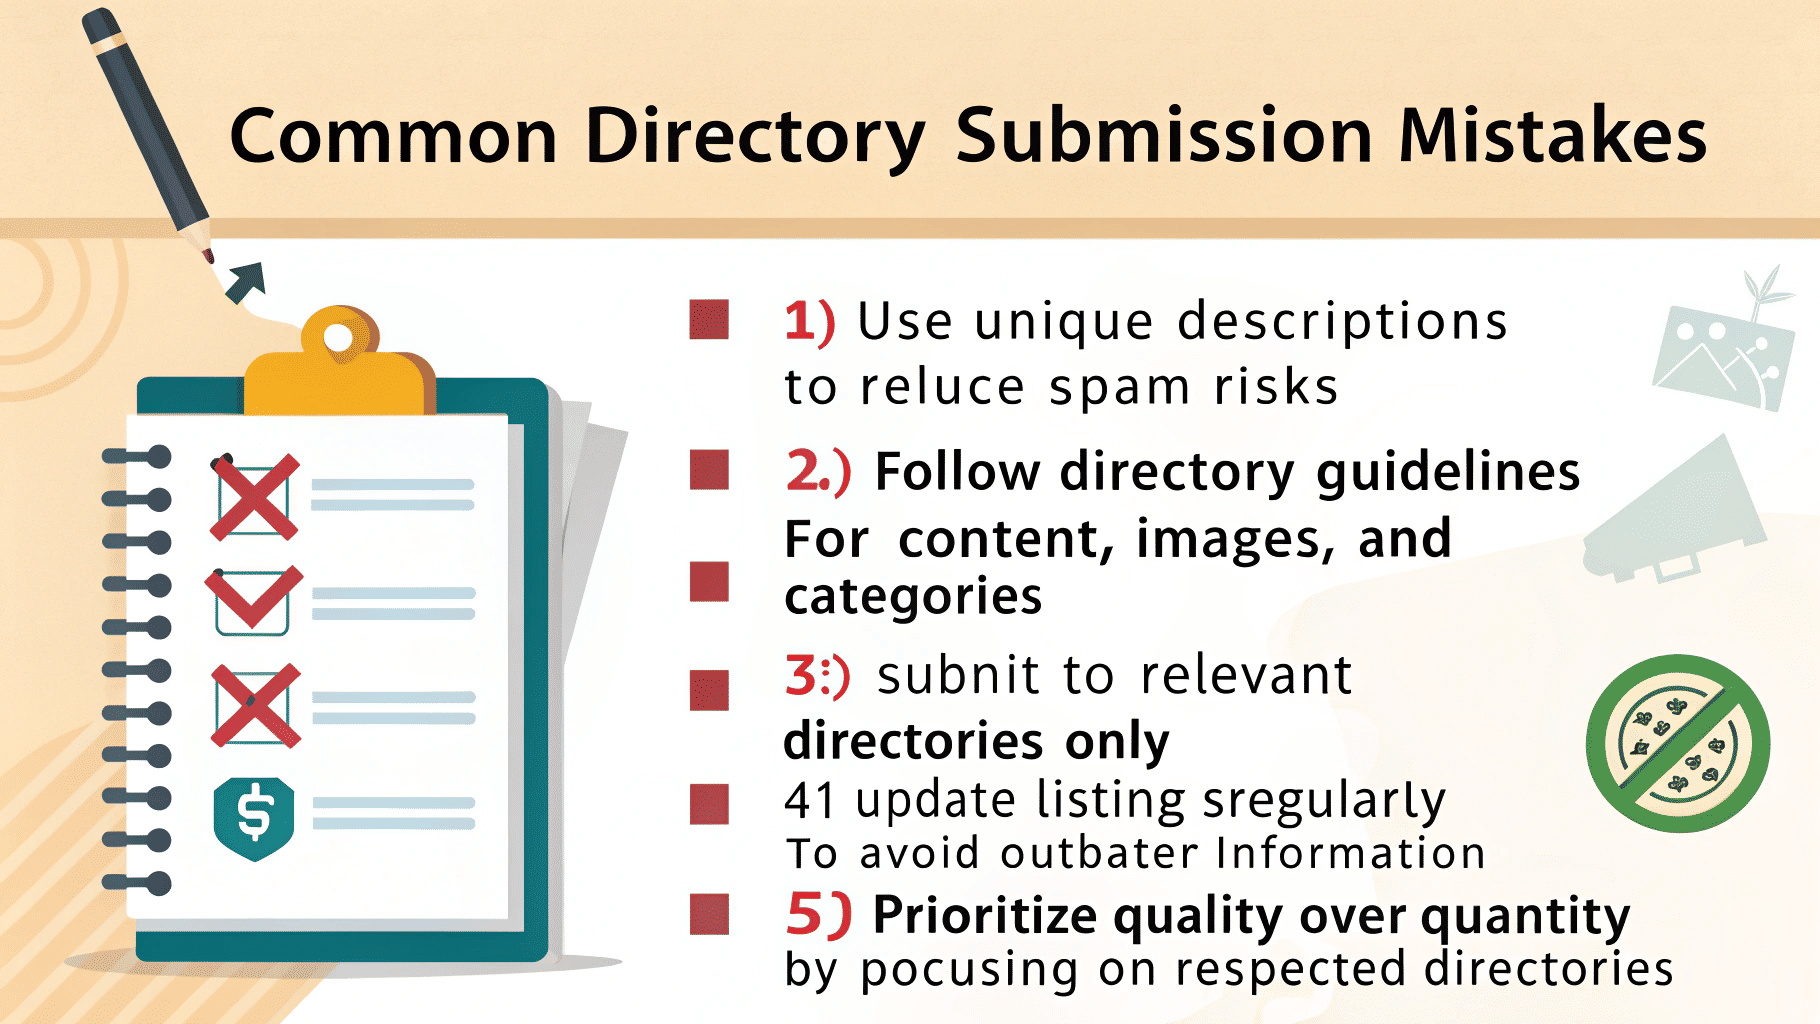 Common Directory Submission Mistakes
1) Use unique descriptions
to reluce spam risks
2.) Follow directory guidelines
For content, images, and
categories
3:) subnit to relevant
directories only
41 update listing sregularly
To avoid outbater Information
5) Prioritize quality over quantity
by pocusing on respected directories
$